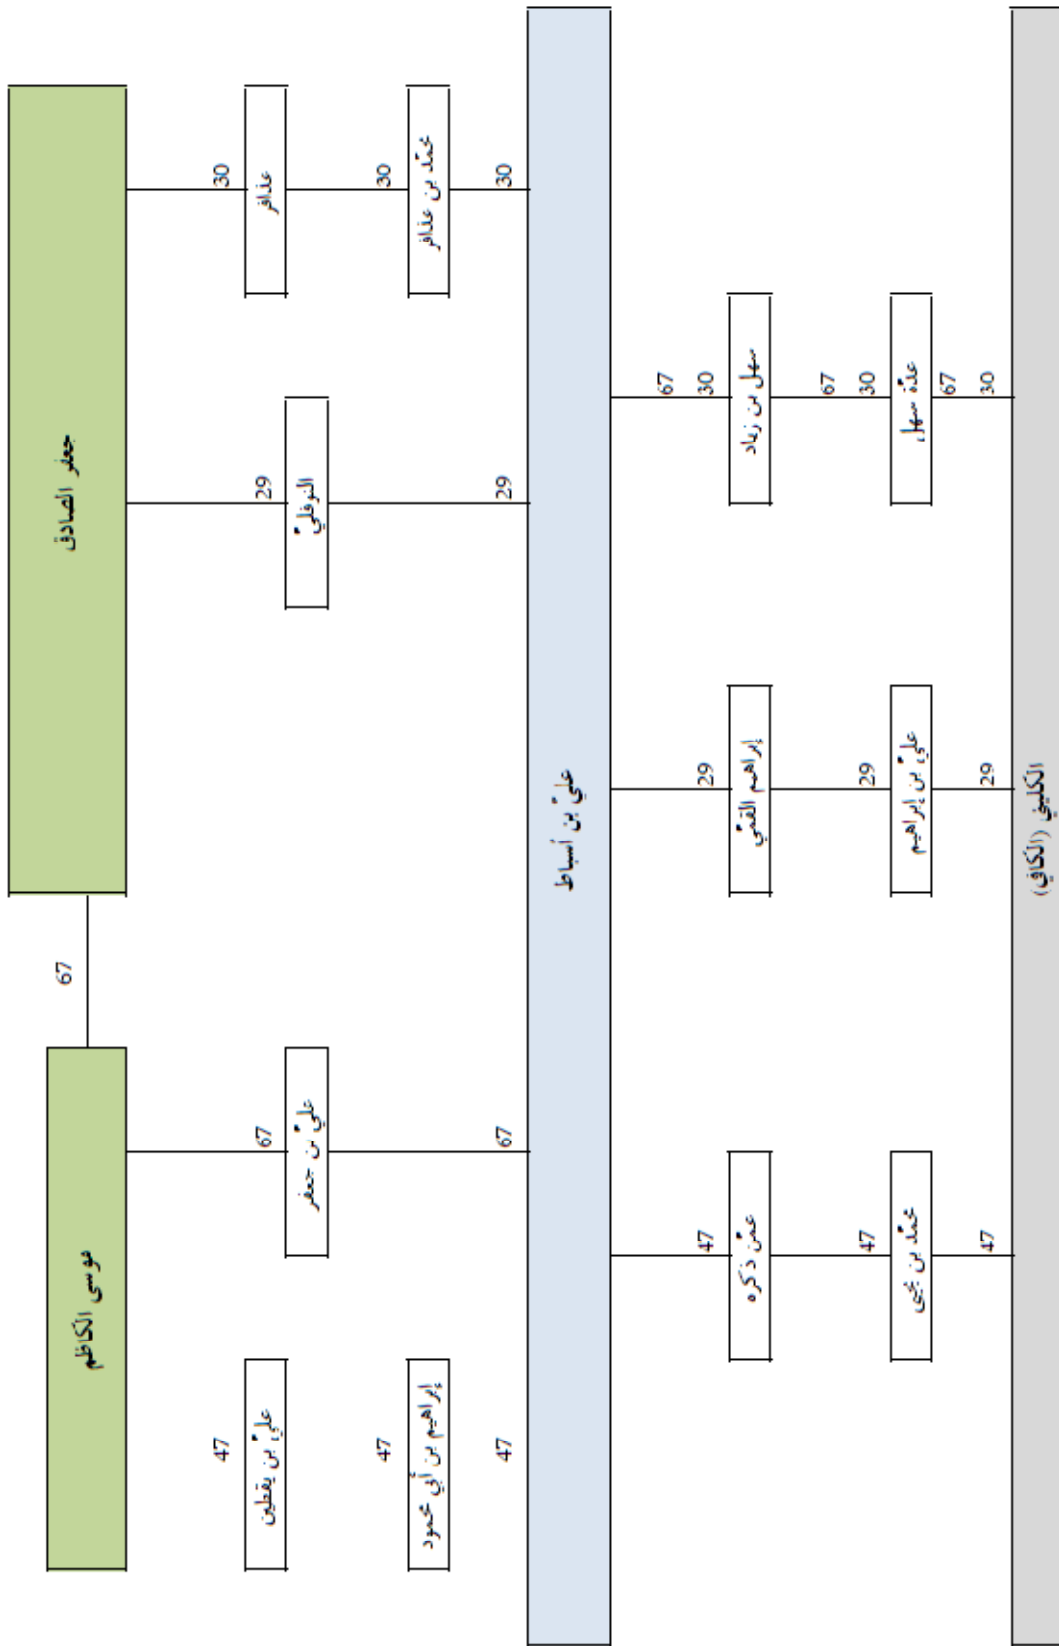 جعفر الصادق
موسى الكاظم
67
30
29
67
47
عذافر
النوفليّ
عليّ بن جعفر
عليّ بن يقطين
30
47
محمّد بن عذافر
إبراهيم بن أبي محمود
30
29
67
47
عليّ بن أسباط
67
30
29
47
سهل بن زياد
إبراهيم القمّي
عمّن ذكره
67
30
29
47
عدّة سهل
عليّ بن إبراهيم
محمّد بن يحيى
67
30
29
47
الكليني (الكافي)